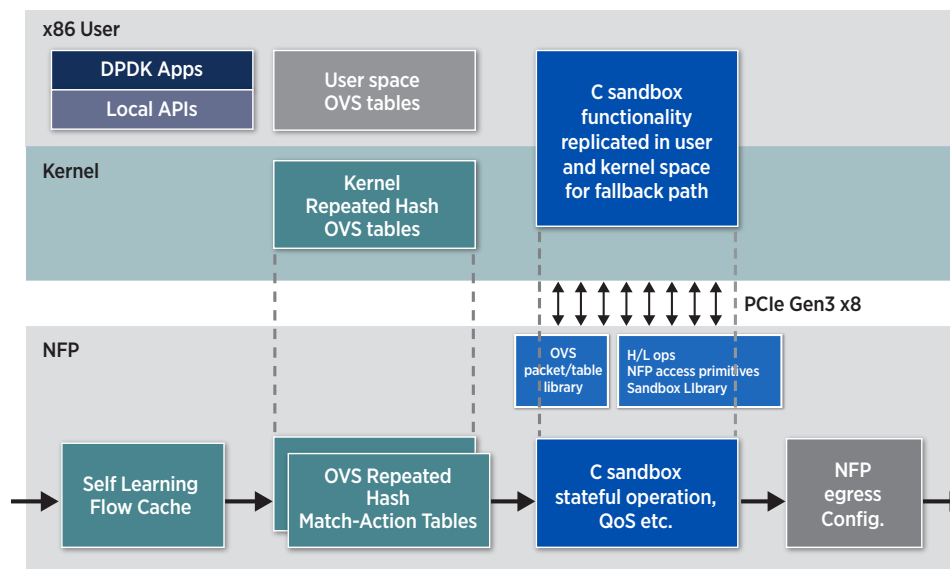 x86 User
DPDK Apps
Local APIs
User space
OVS tables
C sandbox
functionality
replicated in user
and kernel space
for fallback path
Kernel
Kernel
Repeated Hash
OVS tables
PCIe Gen3 x8
NFP
OVS
packet/table
library
H/L ops
NFP access primitives
Sandbox LIbrary
Self Learning
Flow Cache
OVS Repeated
Hash
Match-Action Tables
C sandbox
stateful operation,
QoS etc.
NFP
egress
Config.